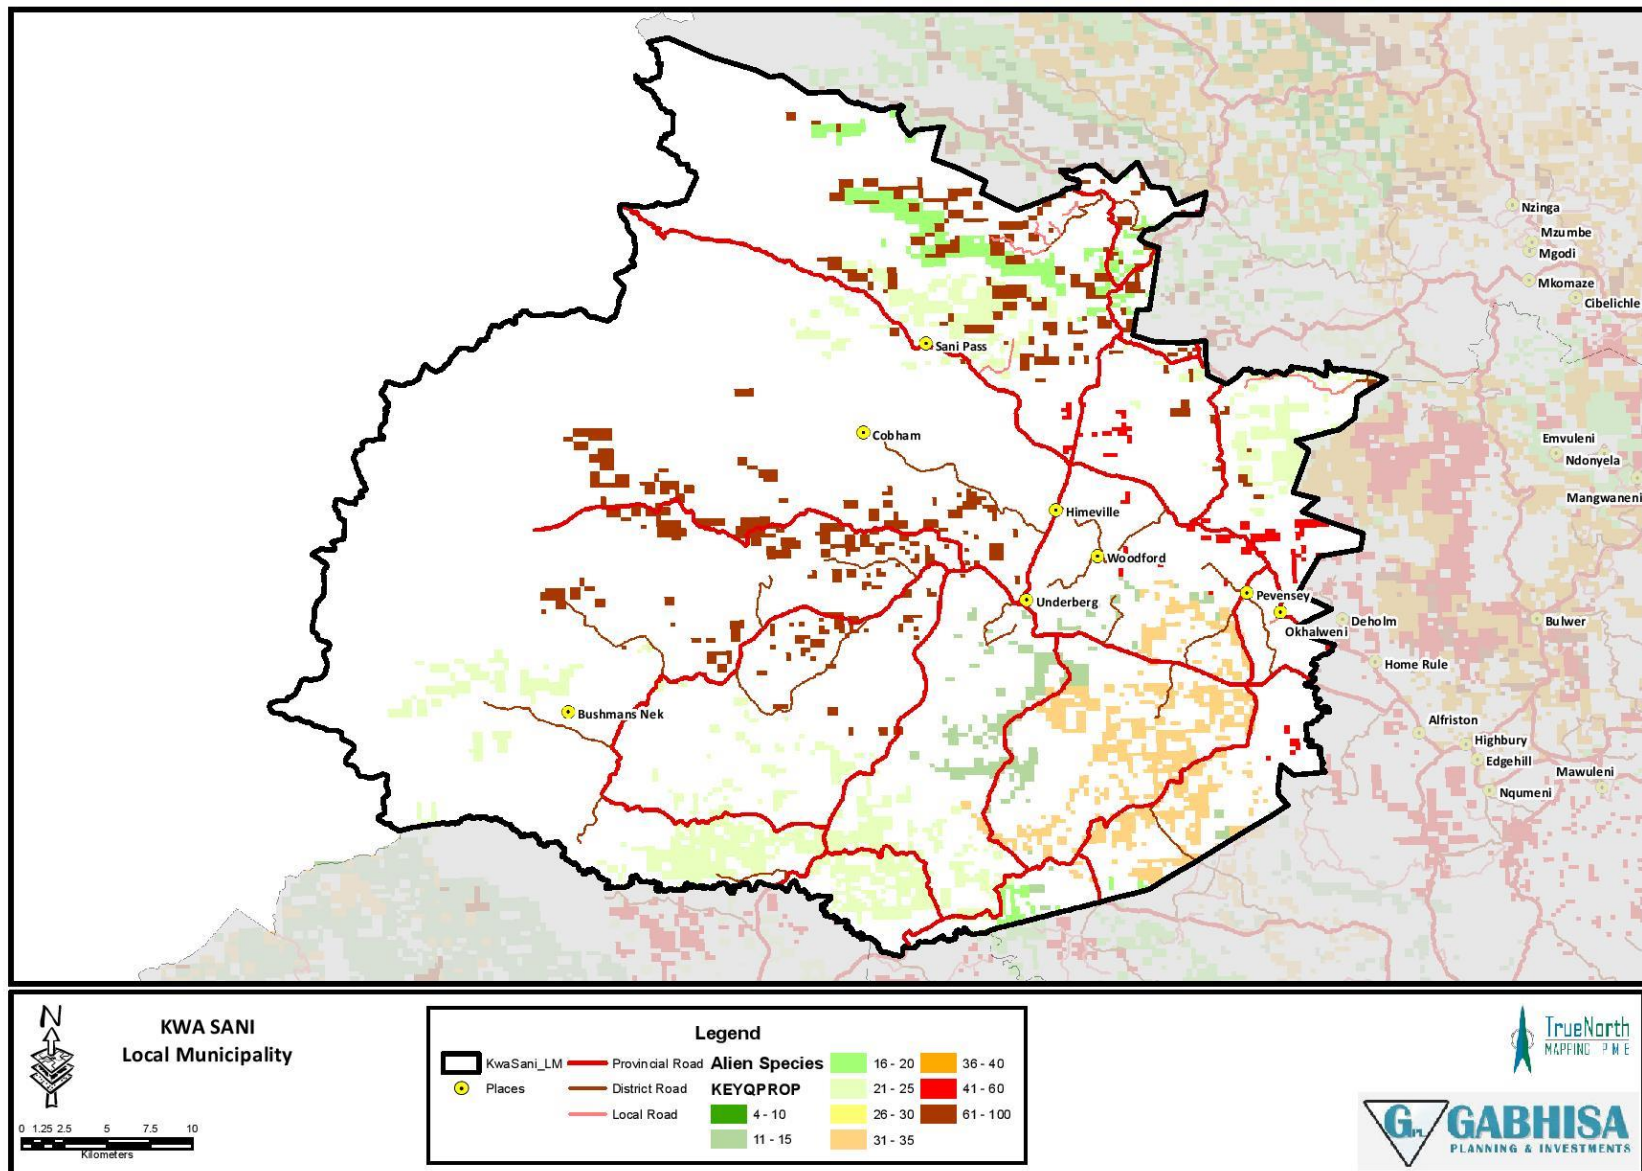 Nzinga
Mzumbe
Mgodi
Mkomaze
Cibelichle
Sani Pass
Cobham
Emvuleni
Ndonyela
Mangwaneni
Himeville
Woodford
Underberg
Pevensey
Okhalweni
Deholm
Bulwer
Home Rule
Bushmans Nek
Alfriston
Highbury
Edgehill
Mawuleni
Nqumeni
N
KWA SANI
Local Municipality
0 1.25 2.5 5 7.5 10
Kilometers
Legend
KwaSani_LM
Places
Provincial Road
District Road
Local Road
Alien Species
KEYQPROP
4 - 10
11 - 15
16 - 20
21 - 25
26 - 30
31 - 35
36 - 40
41 - 60
61 - 100
TrueNorth
MAPPING PME
GABHISA
PLANNING & INVESTMENTS